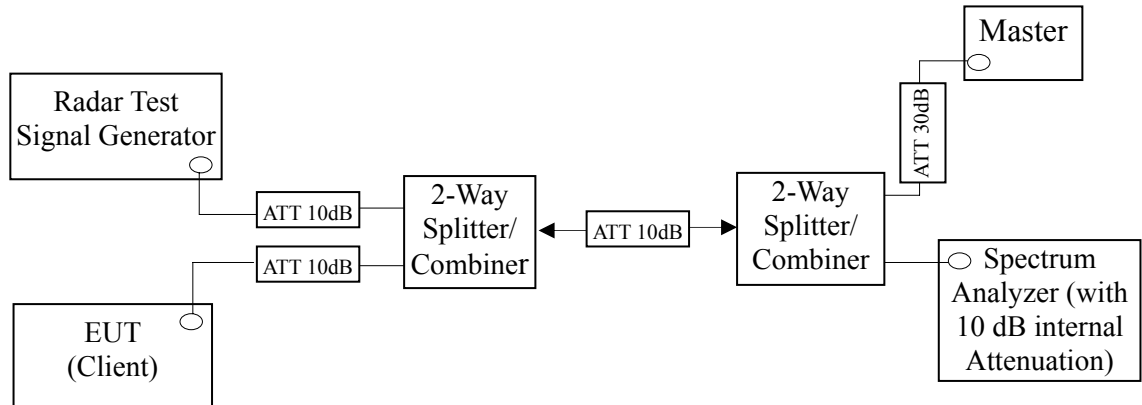 Master
Radar Test
Signal Generator
ATT 30dB
2-Way
Splitter/
Combiner
2-Way
Splitter/
Combiner
ATT 10dB
ATT 10dB
ATT 10dB
EUT
(Client)
Spectrum
Analyzer (with
10 dB internal
Attenuation)